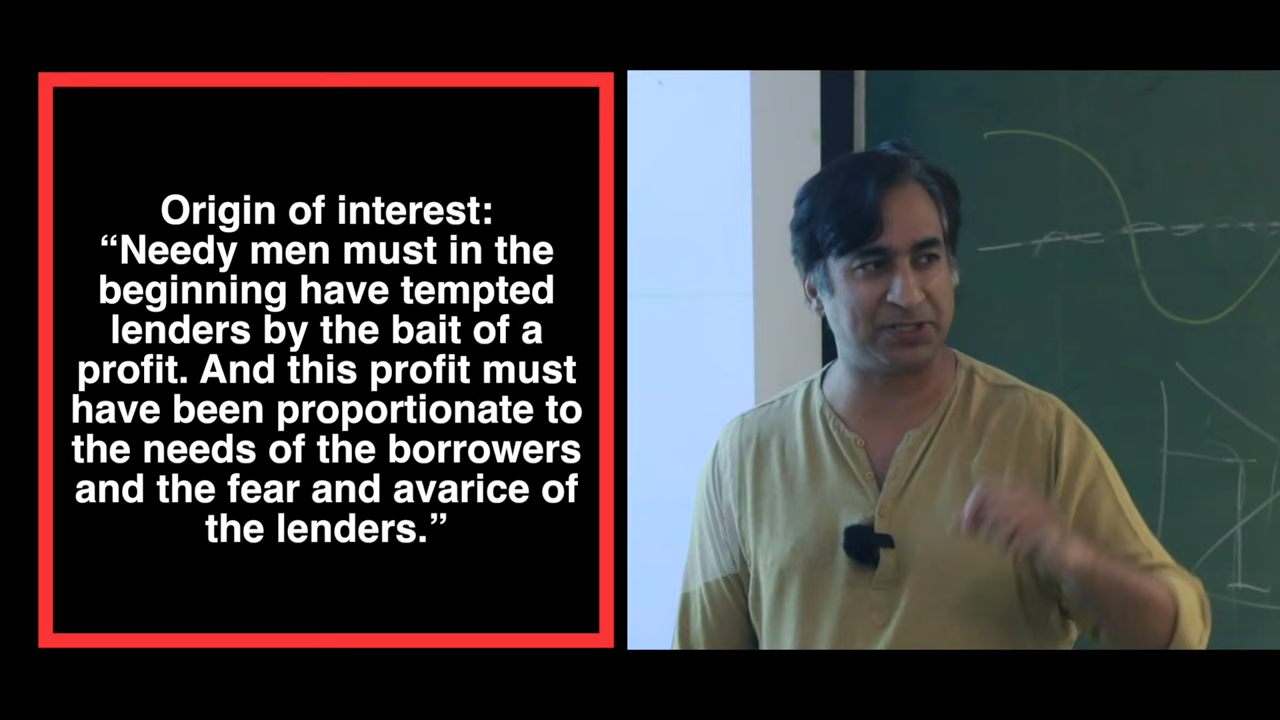 Origin of interest:
“Needy men must in the
beginning have tempted
lenders by the bait of a
profit. And this profit must
have been proportionate to
the needs of the borrowers
and the fear and avarice of
the lenders.”